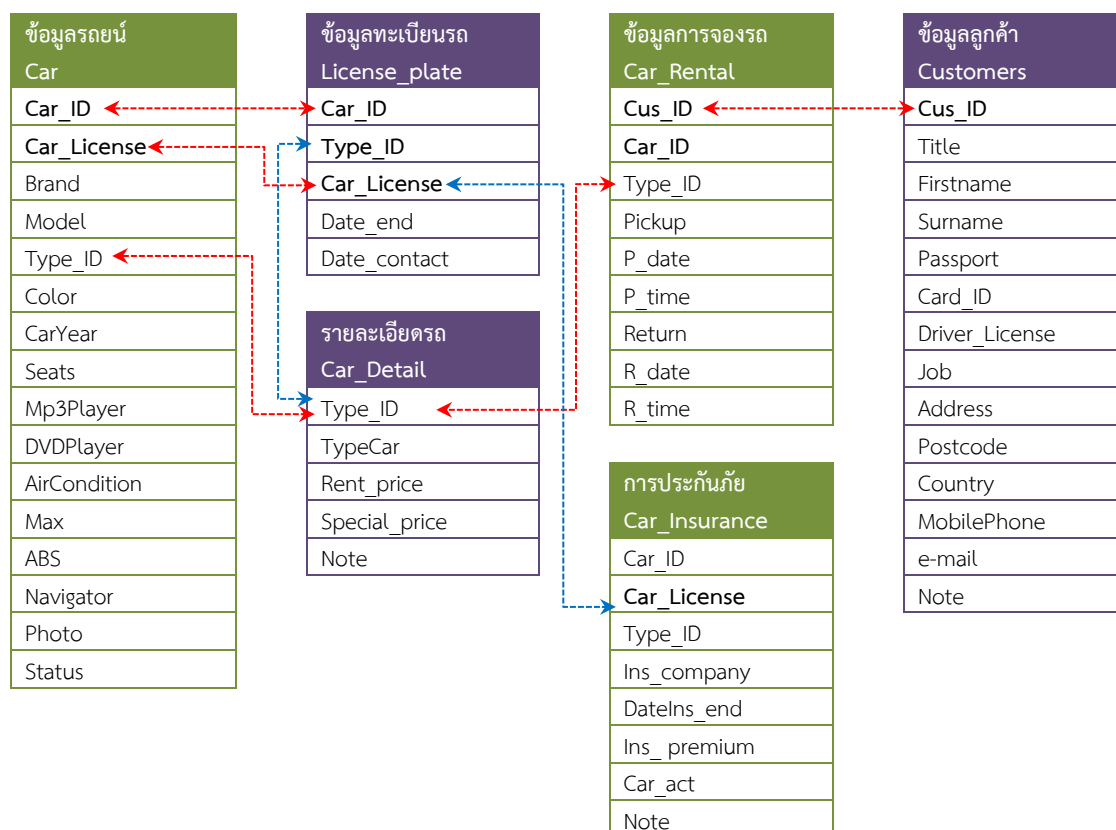 ข้อมูลรถยน์
Car
Car_ID
Car_License
Brand
Model
Type_ID
Color
CarYear
Seats
Mp3Player
DVDPlayer
AirCondition
Max
ABS
Navigator
Photo
Status
ข้อมูลทะเบียนรถ
License_plate
Car_ID
Type_ID
Car_License
Date_end
Date_contact
รายละเอียดรถ
Car_Detail
Type_ID
TypeCar
Rent_price
Special_price
Note
ข้อมูลการจองรถ
Car_Rental
Cus_ID
Car_ID
Type_ID
Pickup
P_date
P_time
Return
R_date
R_time
การประกันภัย
Car_Insurance
Car_ID
Car_License
Type_ID
Ins_company
DateIns_end
Ins_ premium
Car_act
Note
ข้อมูลลูกค้า
Customers
Cus_ID
Title
Firstname
Surname
Passport
Card_ID
Driver_License
Job
Address
Postcode
Country
MobilePhone
e-mail
Note